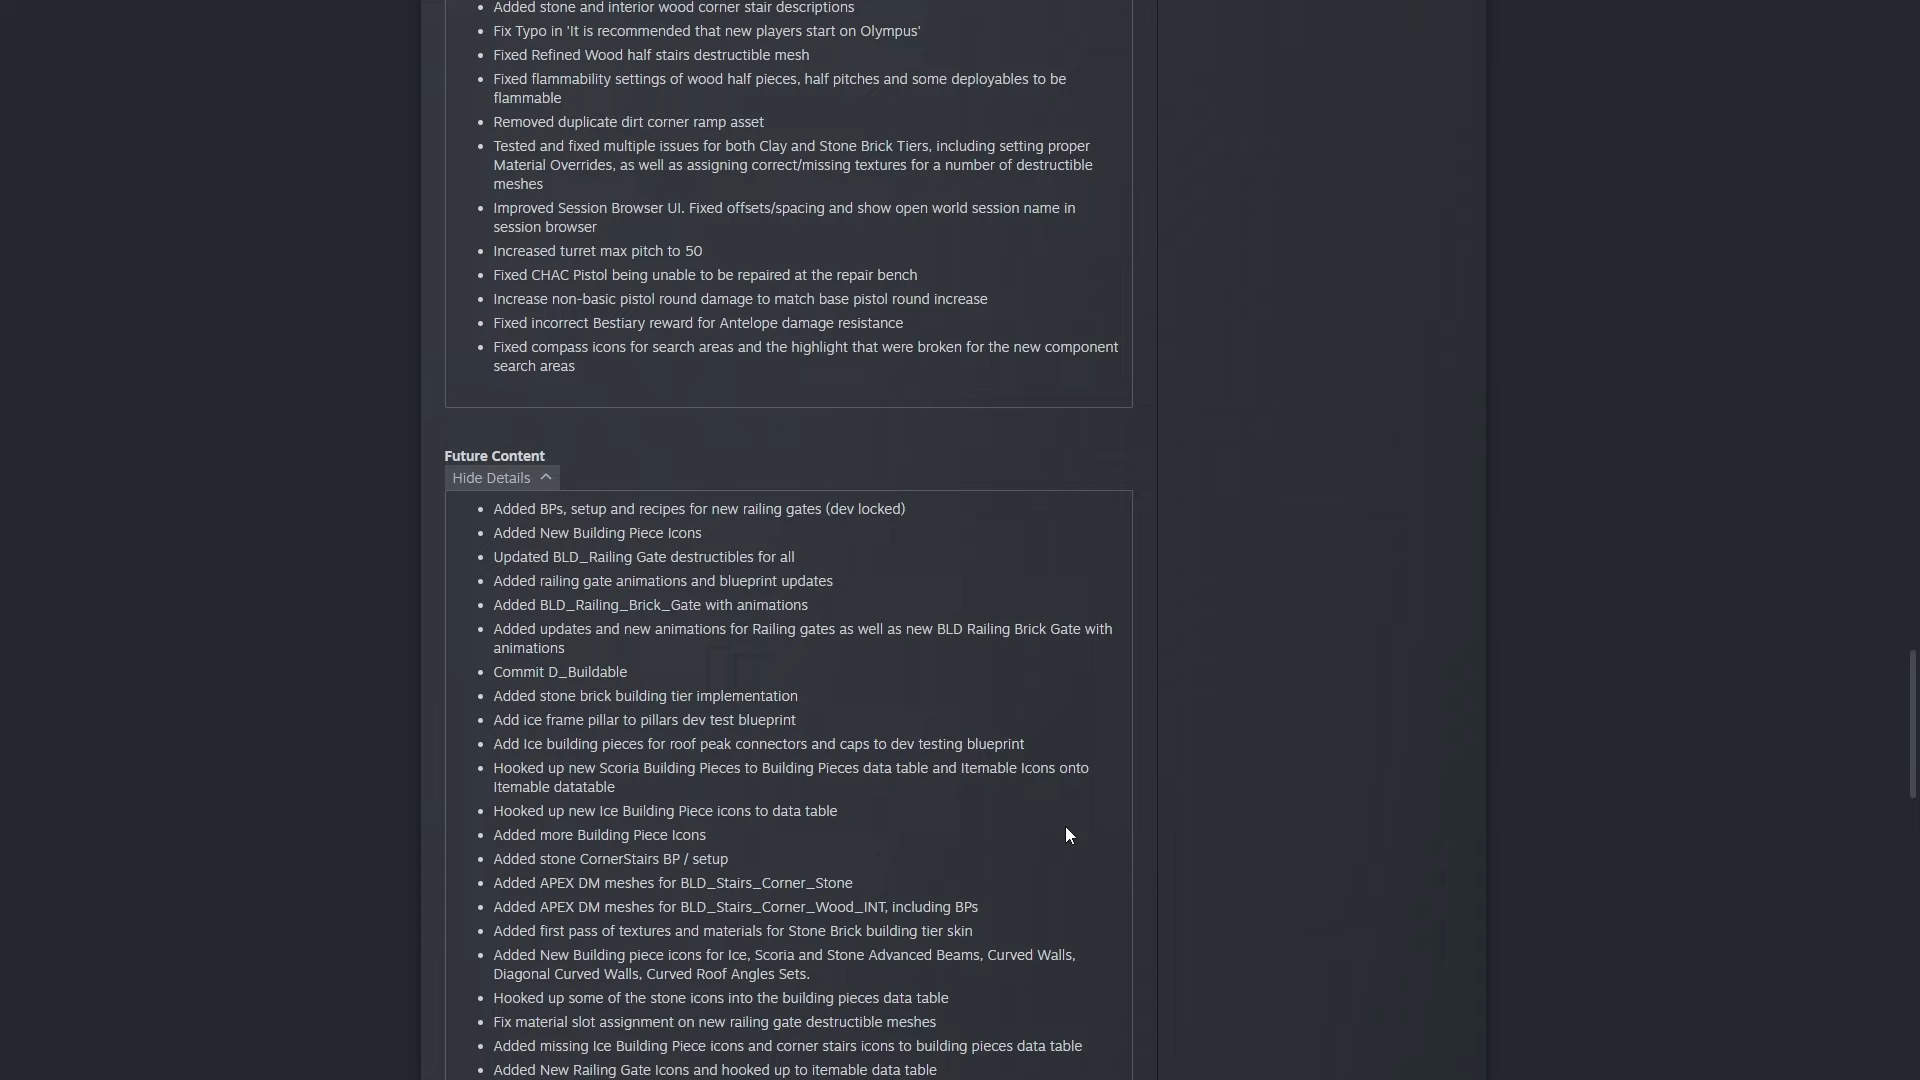 • Added stone and interior wood corner stair descriptions
• Fix Typo in 'It is recommended that new players start on Olympus'
• Fixed Refined Wood half stairs destructible mesh
• Fixed flammability settings of wood half pieces, half pitches and some deployables to be
flammable
• Removed duplicate dirt corner ramp asset
• Tested and fixed multiple issues for both Clay and Stone Brick Tiers, including setting proper
Material Overrides, as well as assigning correct/missing textures for a number of destructible
meshes
• Improved Session Browser UI. Fixed offsets/spacing and show open world session name in
session browser
• Increased turret max pitch to 50
• Fixed CHAC Pistol being unable to be repaired at the repair bench
• Increase non-basic pistol round damage to match base pistol round increase
• Fixed incorrect Bestiary reward for Antelope damage resistance
• Fixed compass icons for search areas and the highlight that were broken for the new component
search areas
Future Content
Hide Details
• Added BPs, setup and recipes for new railing gates (dev locked)
• Added New Building Piece Icons
• Updated BLD_Railing Gate destructibles for all
• Added railing gate animations and blueprint updates
• Added BLD_Railing_Brick_Gate with animations
• Added updates and new animations for Railing gates as well as new BLD Railing Brick Gate with
animations
• Commit D_Buildable
• Added stone brick building tier implementation
• Add ice frame pillar to pillars dev test blueprint
• Add Ice building pieces for roof peak connectors and caps to dev testing blueprint
• Hooked up new Scoria Building Pieces to Building Pieces data table and Itemable Icons onto
Itemable datatable
• Hooked up new Ice Building Piece icons to data table
• Added more Building Piece Icons
• Added stone CornerStairs BP / setup
• Added APEX DM meshes for BLD_Stairs_Corner_Stone
• Added APEX DM meshes for BLD_Stairs_Corner_Wood_INT, including BPs
• Added first pass of textures and materials for Stone Brick building tier skin
• Added New Building piece icons for Ice, Scoria and Stone Advanced Beams, Curved Walls,
Diagonal Curved Walls, Curved Roof Angles Sets.
• Hooked up some of the stone icons into the building pieces data table
• Fix material slot assignment on new railing gate destructible meshes
• Added missing Ice Building Piece icons and corner stairs icons to building pieces data table
• Added New Railing Gate Icons and hooked up to itemable data table